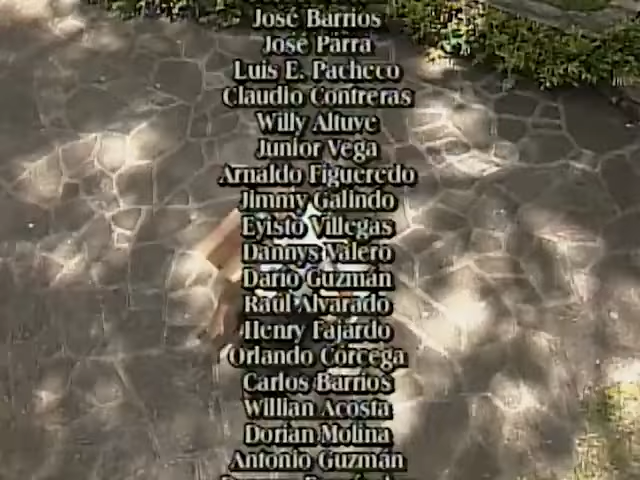 José Barrios
José Parra
Luis E. Pacheco
Claudio Contreras
Willy Altuve
Junior Vega
Arnaldo Figueredo
Jimmy Galindo
Eyisto Villegas
Dannys Valero
Darío Guzmán
Raúl Alvarado
Henry Fajardo
Orlando Córcega
Carlos Barrios
Willian Acosta
Dorian Molina
Antonio Guzmán